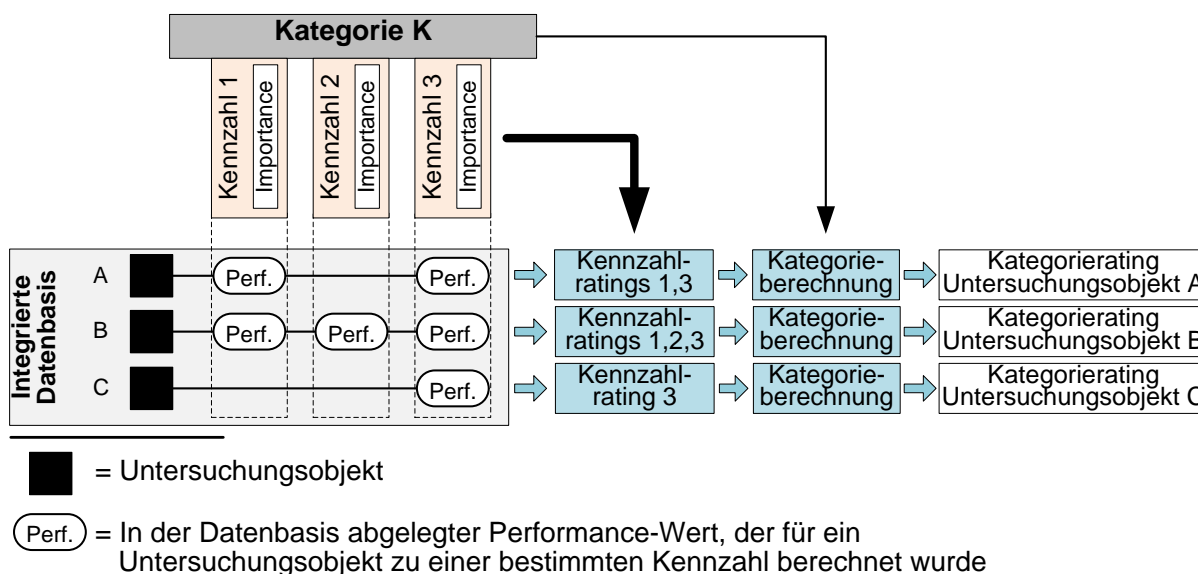 Kategorie K
Kennzahl 1
Importance
Kennzahl 2
Importance
Kennzahl 3
Importance
Integrierte
Datenbasis
A
Perf.
Perf.
Kennzahl-
ratings 1,3
Kategorie-
berechnung
Kategorierating
Untersuchungsobjekt A
B
Perf.
Perf.
Perf.
Kennzahl-
ratings 1,2,3
Kategorie-
berechnung
Kategorierating
Untersuchungsobjekt B
C
Perf.
Kennzahl-
rating 3
Kategorie-
berechnung
Kategorierating
Untersuchungsobjekt C
= Untersuchungsobjekt
Perf. = In der Datenbasis abgelegter Performance-Wert, der für ein
Untersuchungsobjekt zu einer bestimmten Kennzahl berechnet wurde